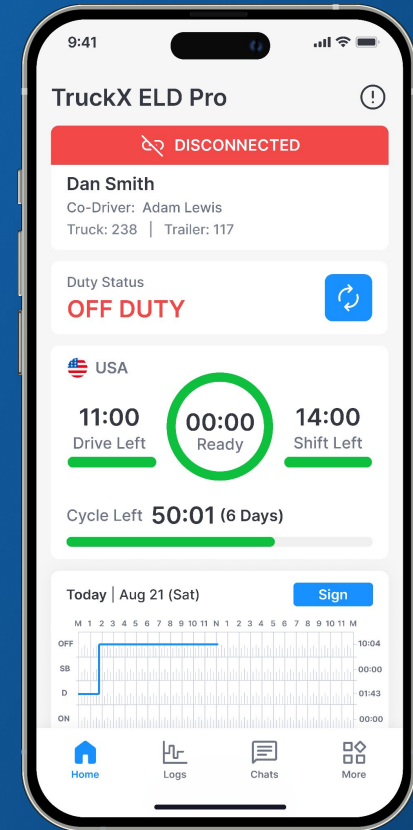 9:41
TruckX ELD Pro
DISCONNECTED
Dan Smith
Co-Driver: Adam Lewis
Truck: 238 | Trailer: 117
Duty Status
OFF DUTY
USA
11:00 00:00 14:00
Drive Left Ready Shift Left
Cycle Left 50:01 (6 Days)
Today | Aug 21 (Sat) Sign
M 1 2 3 4 5 6 7 8 9 10 11 N 1 2 3 4 5 6 7 8 9 10 11 M
OFF 10:04
SB 00:00
D 01:43
ON 00:00
Home Logs Chats More